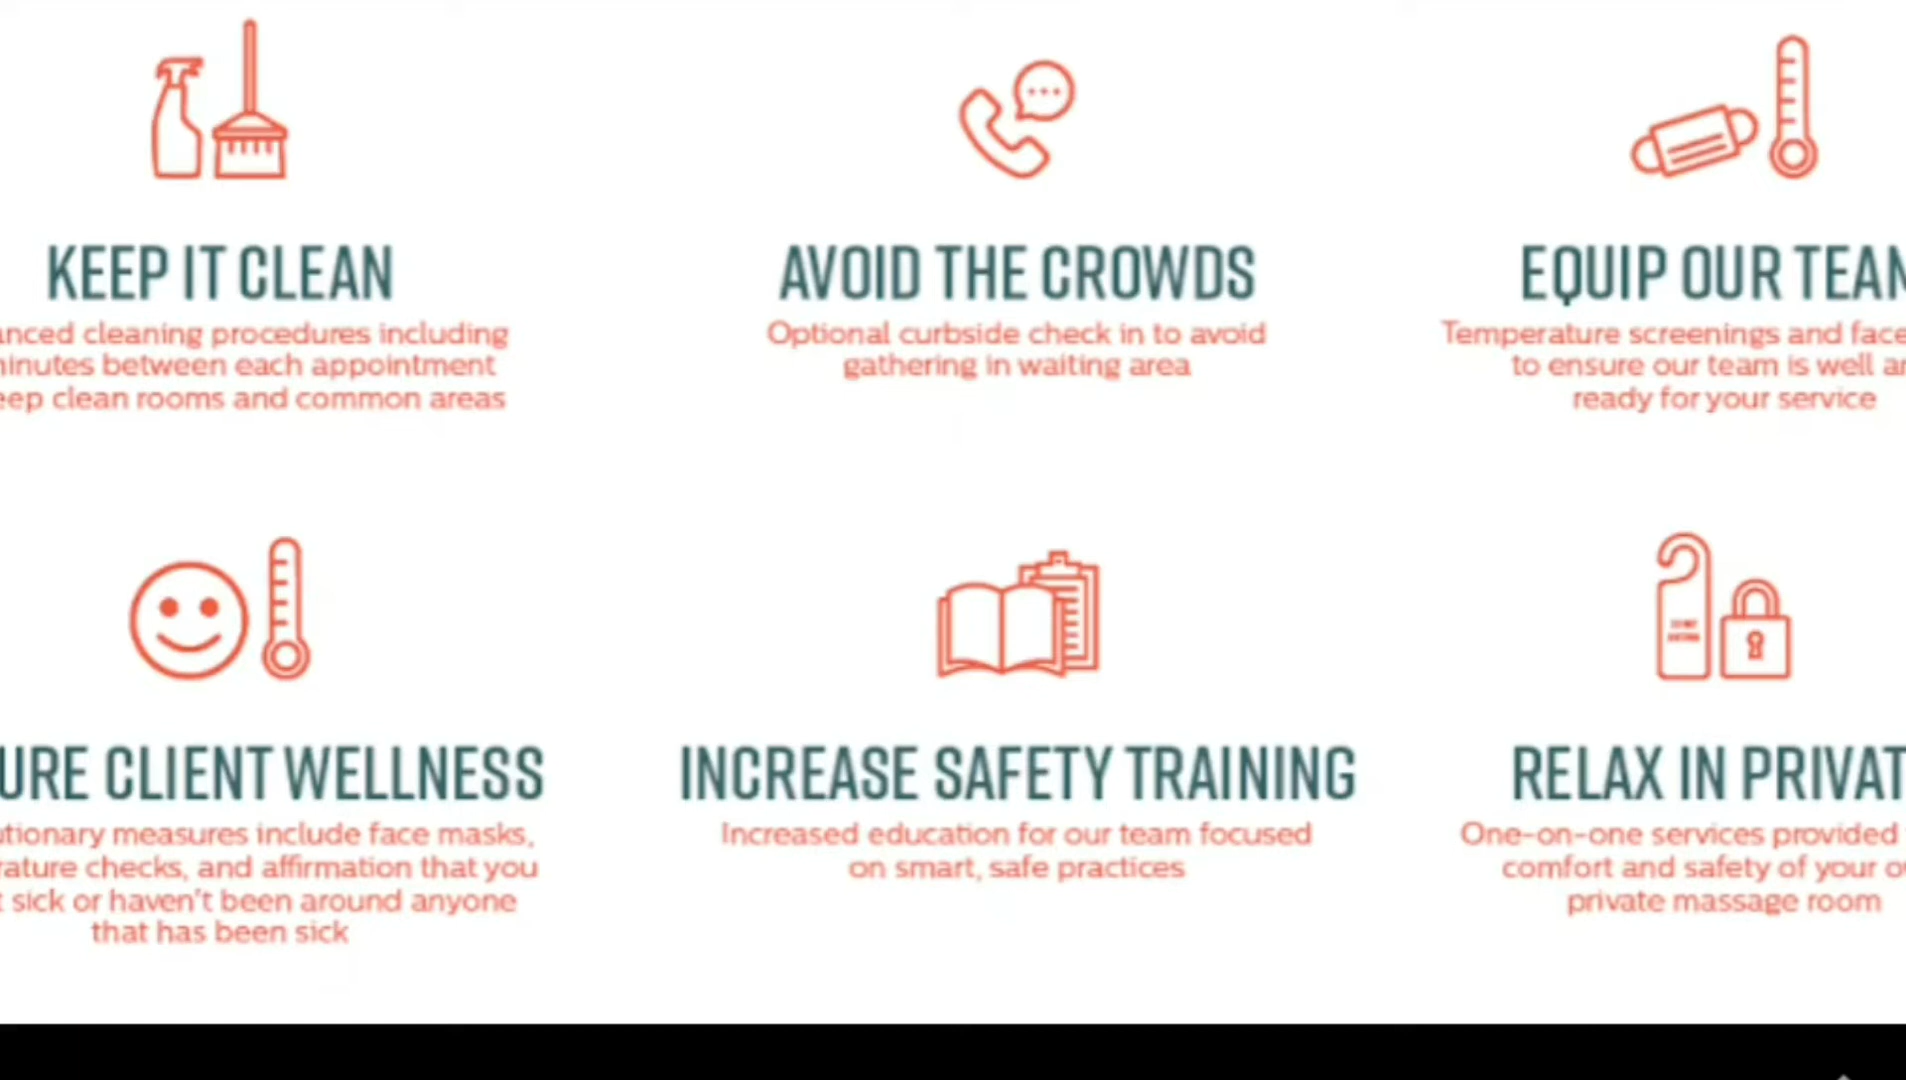 KEEP IT CLEAN
anced cleaning procedures including
inutes between each appointment
eep clean rooms and common areas
AVOID THE CROWDS
Optional curbside check in to avoid
gathering in waiting area
EQUIP OUR TEAM
Temperature screenings and face
to ensure our team is well an
ready for your service
URE CLIENT WELLNESS
utionary measures include face masks,
rature checks, and affirmation that you
t sick or haven't been around anyone
that has been sick
INCREASE SAFETY TRAINING
Increased education for our team focused
on smart, safe practices
RELAX IN PRIVAT
One-on-one services provided
comfort and safety of your o
private massage room